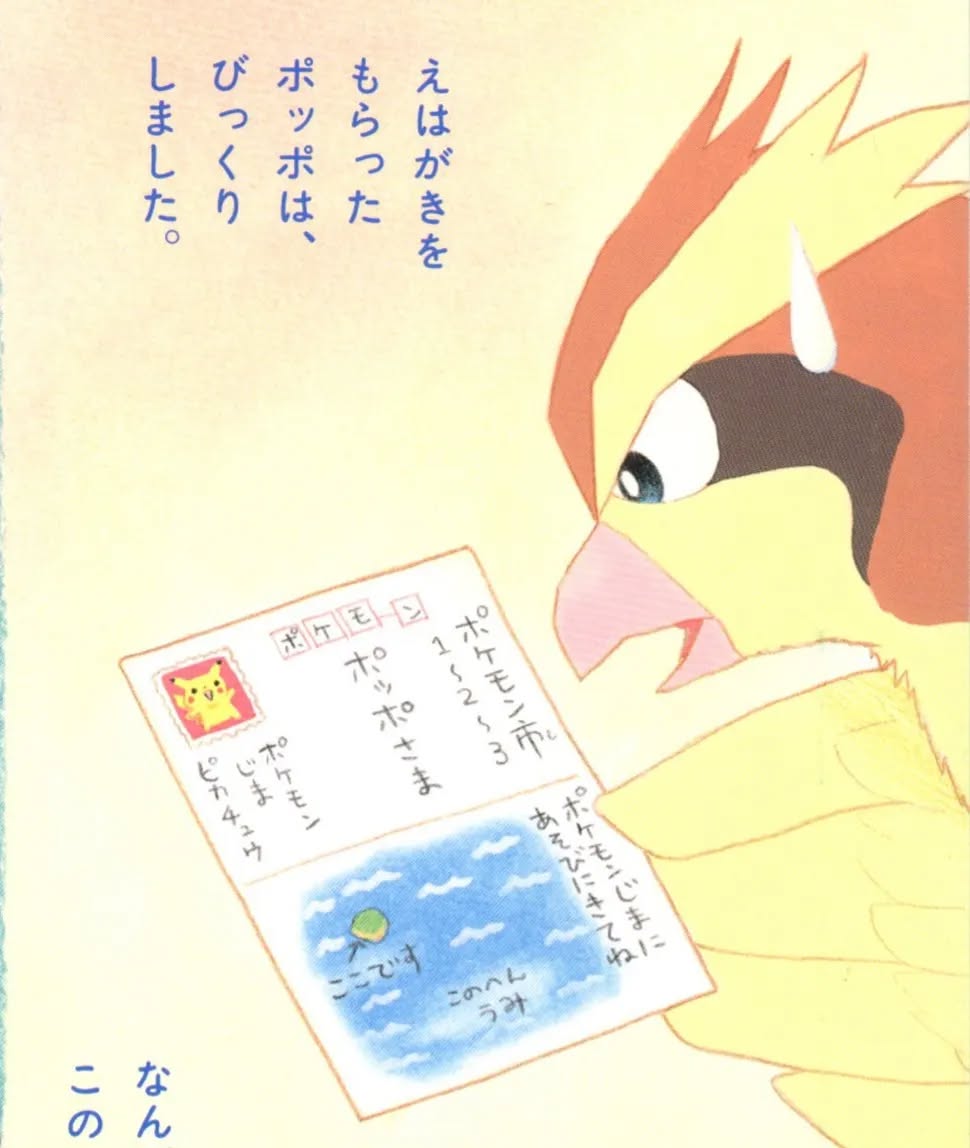 えはがきを
もらった
ポッポは、
びっくり
しました。
ポケモン
ポケモン市し
1~2~3
ポッポさま
ポケモン
じま
ピカチュウ
ポケモンじまに
あそびにきてね
ここです
このへん
うみ
なん
この